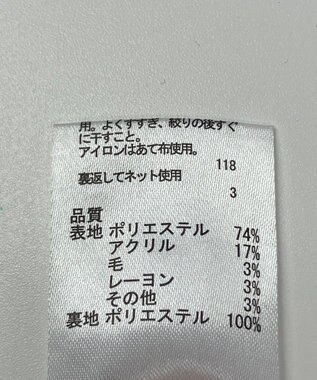 用。よくすすぎ、絞りの後すぐ
に干すこと。
アイロンはあて布使用。
118
裏返してネット使用
3
品質
表地 ポリエステル 74%
アクリル 17%
毛 3%
レーヨン 3%
その他 3%
裏地 ポリエステル 100%